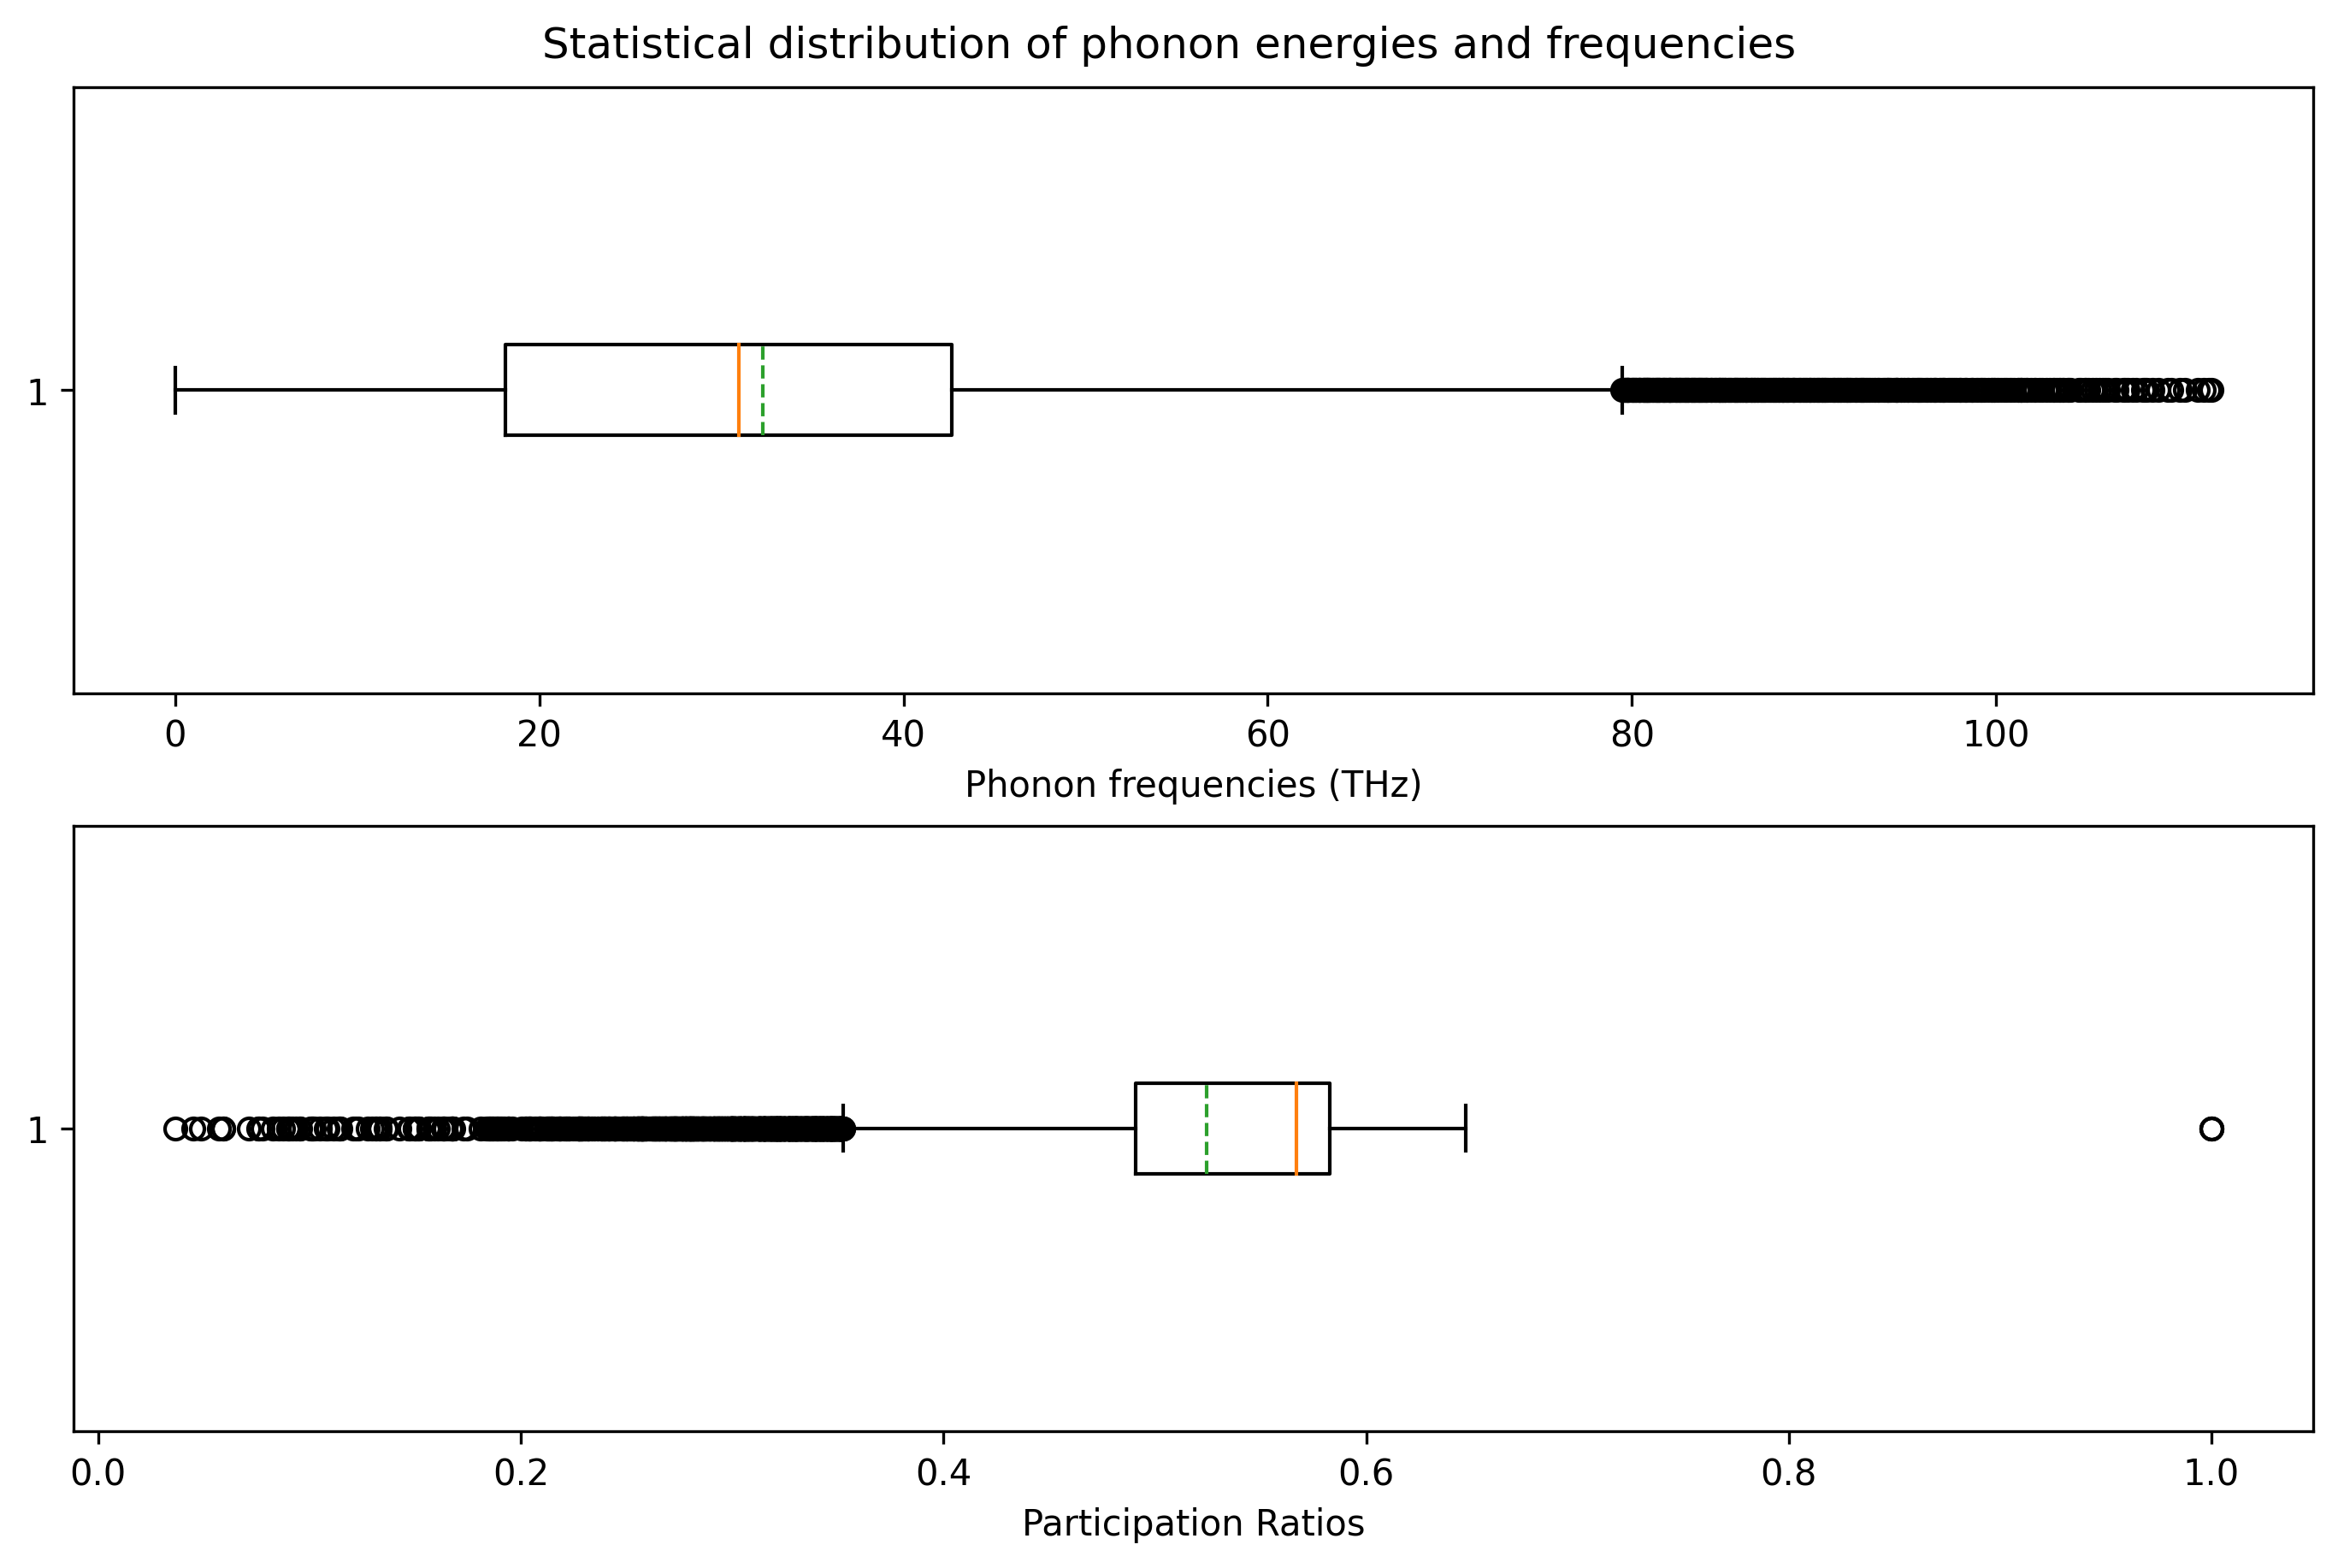 Statistical distribution of phonon energies and frequencies
1
0 20 40 60 80 100
Phonon frequencies (THz)
1
0.0 0.2 0.4 0.6 0.8 1.0
Participation Ratios